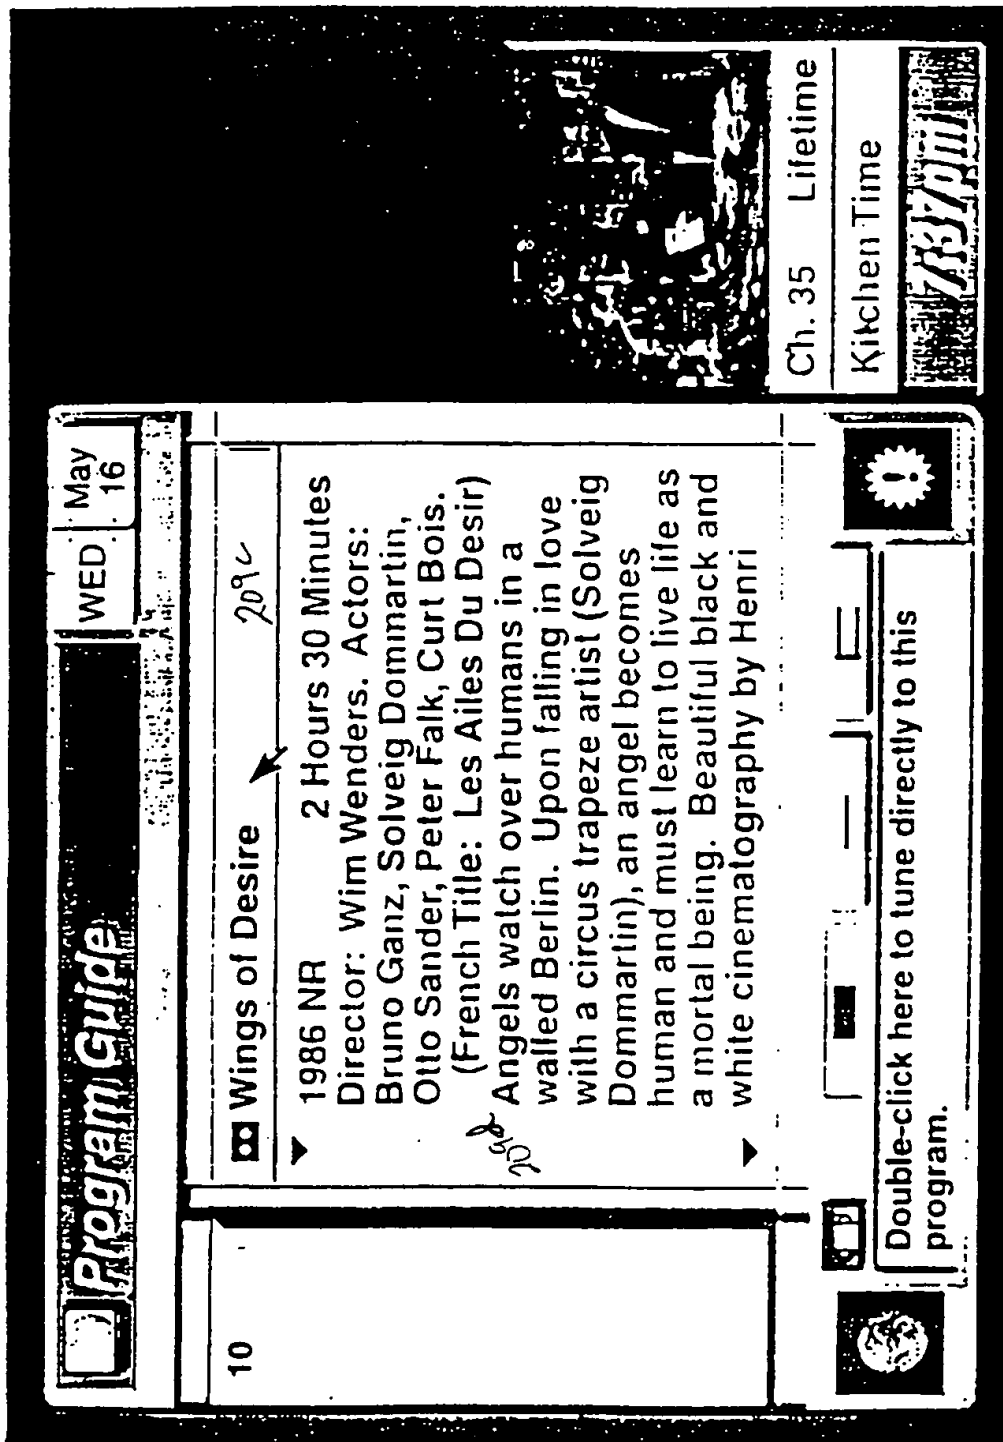 Program Guide
WED
May
16
10
Wings of Desire
209c
1986 NR 2 Hours 30 Minutes
Director: Wim Wenders. Actors:
Bruno Ganz, Solveig Dommartin,
Otto Sander, Peter Falk, Curt Bois.
(French Title: Les Ailes Du Desir)
209d
Angels watch over humans in a
walled Berlin. Upon falling in love
with a circus trapeze artist (Solveig
Dommartin), an angel becomes
human and must learn to live life as
a mortal being. Beautiful black and
white cinematography by Henri
!
Double-click here to tune directly to this
program.
Ch. 35 Lifetime
Kitchen Time
7:37pm